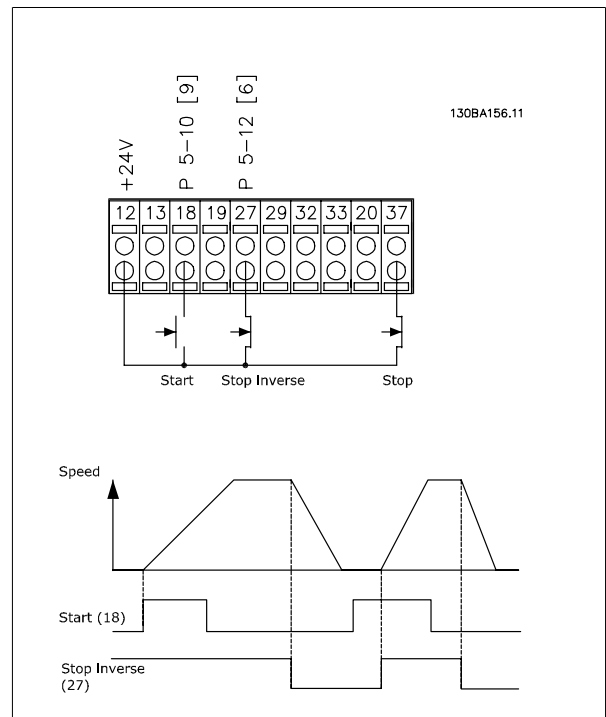 +24V
P 5-10 [9]
P 5-12 [6]
130BA156.11
12 13 18 19 27 29 32 33 20 37
Start Stop Inverse Stop
Speed
Start (18)
Stop Inverse
(27)